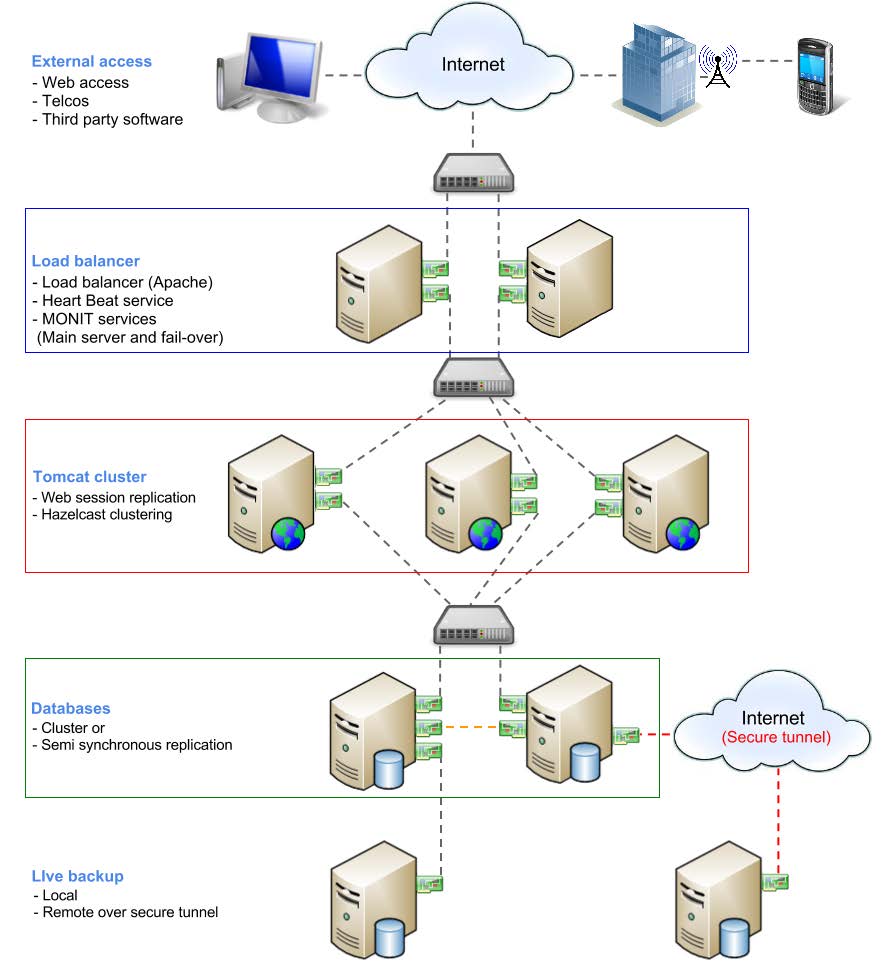 External access
- Web access
- Telcos
- Third party software
Internet
Load balancer
- Load balancer (Apache)
- Heart Beat service
- MONIT services
(Main server and fail-over)
Tomcat cluster
- Web session replication
- Hazelcast clustering
Databases
- Cluster or
- Semi synchronous replication
Internet
(Secure tunnel)
LIve backup
- Local
- Remote over secure tunnel